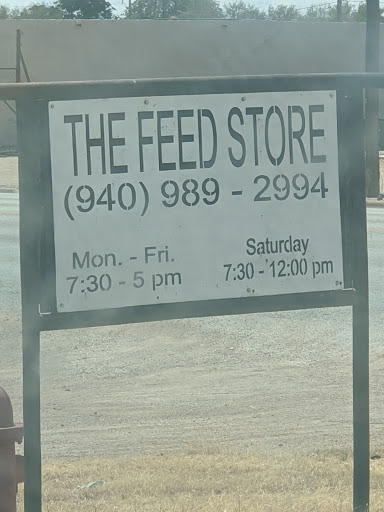 THE FEED STORE
(940) 989 - 2994
Mon. - Fri.
7:30 - 5 pm
Saturday
7:30 - 12:00 pm